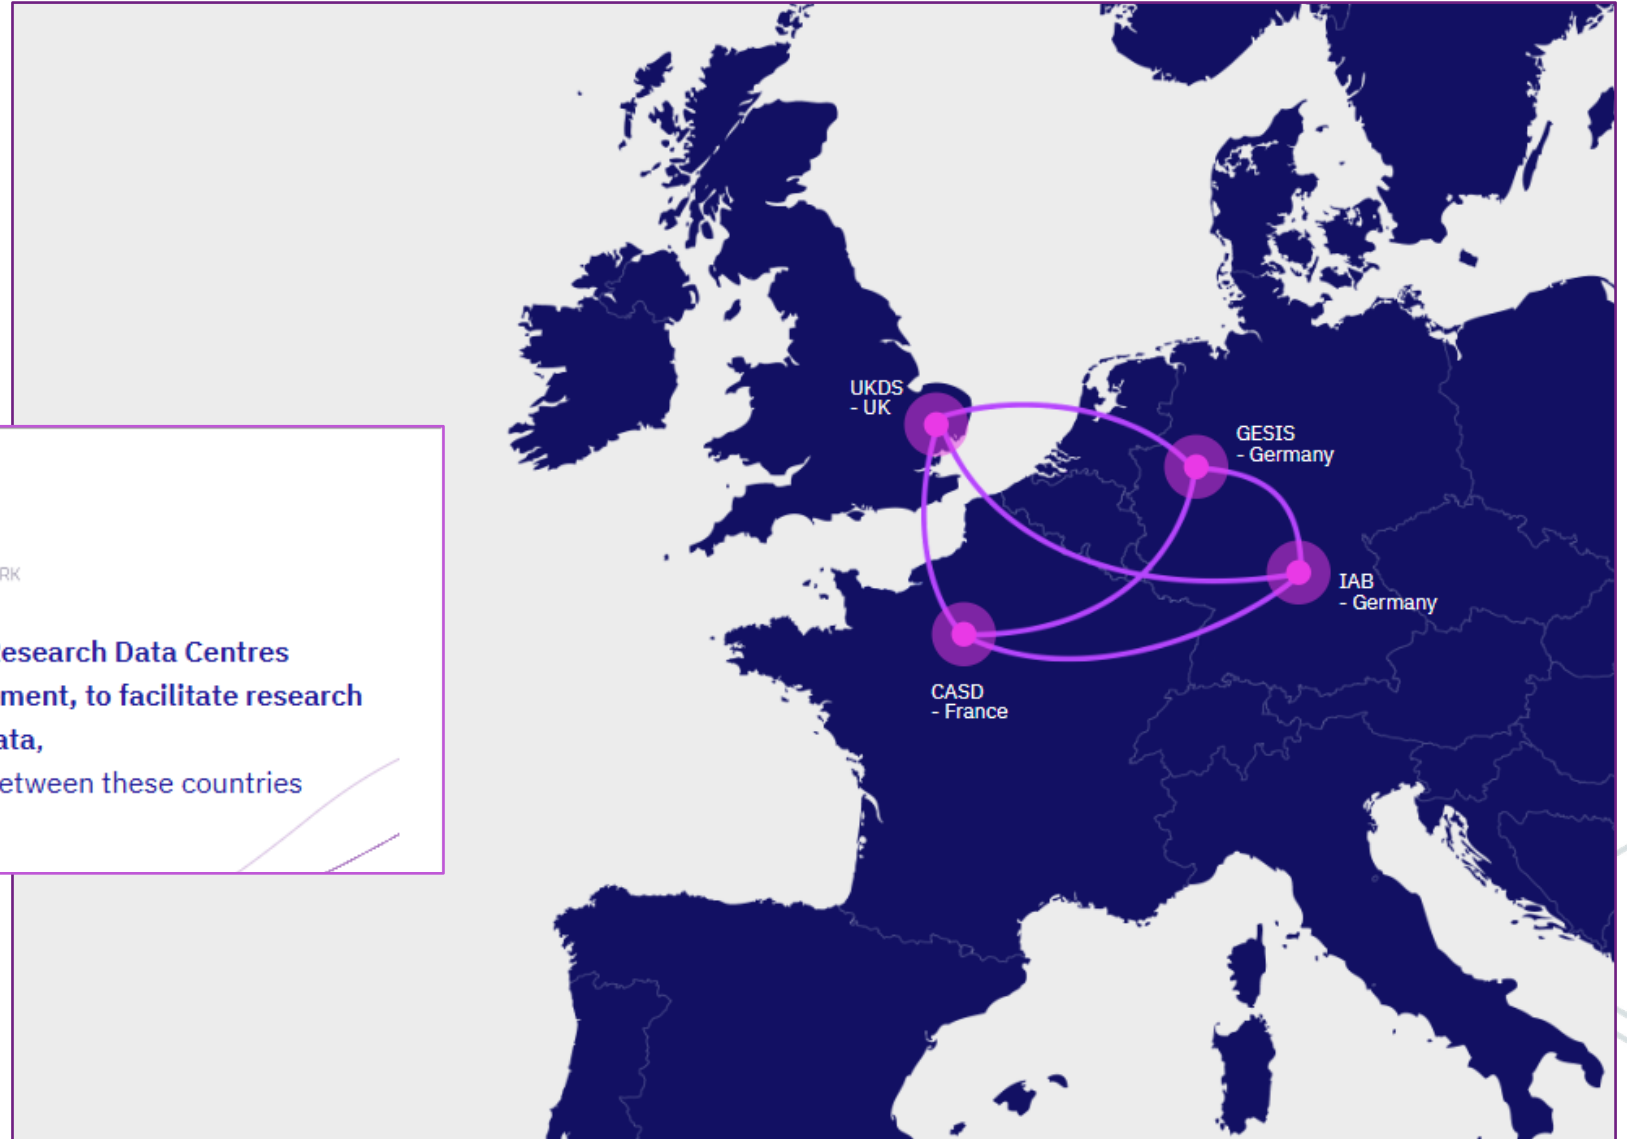 UKDS
- UK
GESIS
- Germany
IAB
- Germany
CASD
- France
RK
esearch Data Centres
ment, to facilitate research
ata,
etween these countries